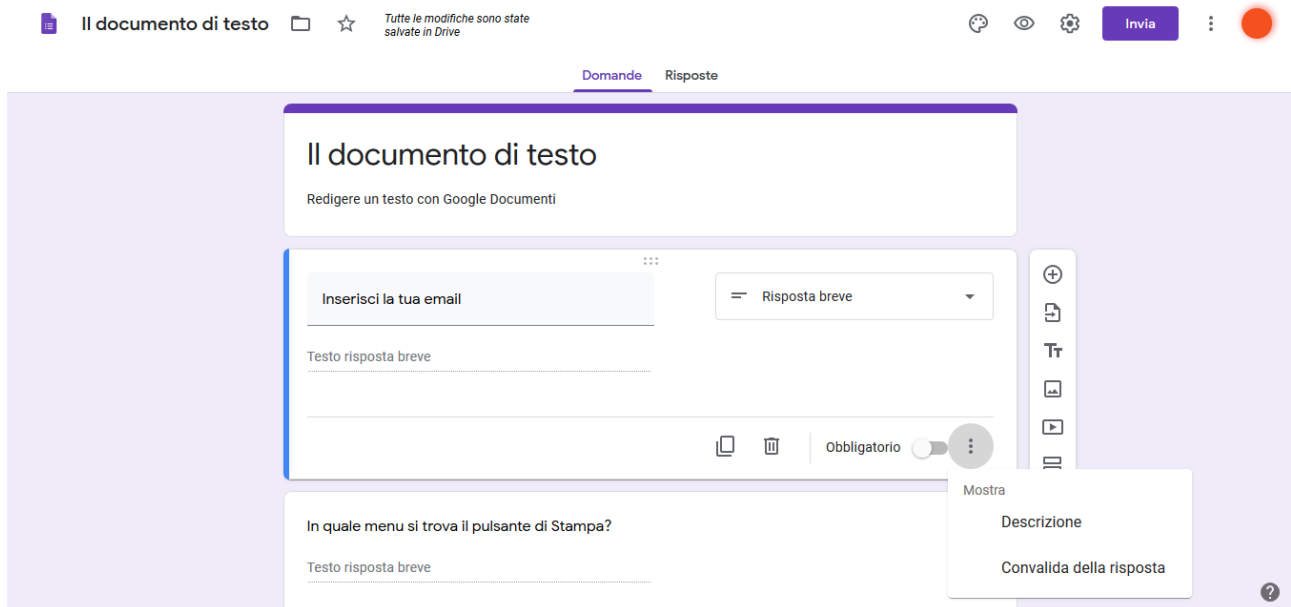 Il documento di testo
Tutte le modifiche sono state
salvate in Drive
Invia
Domande Risposte
Il documento di testo
Redigere un testo con Google Documenti
Inserisci la tua email
Risposta breve
Testo risposta breve
Obbligatorio
Mostra
Descrizione
Convalida della risposta
In quale menu si trova il pulsante di Stampa?
Testo risposta breve